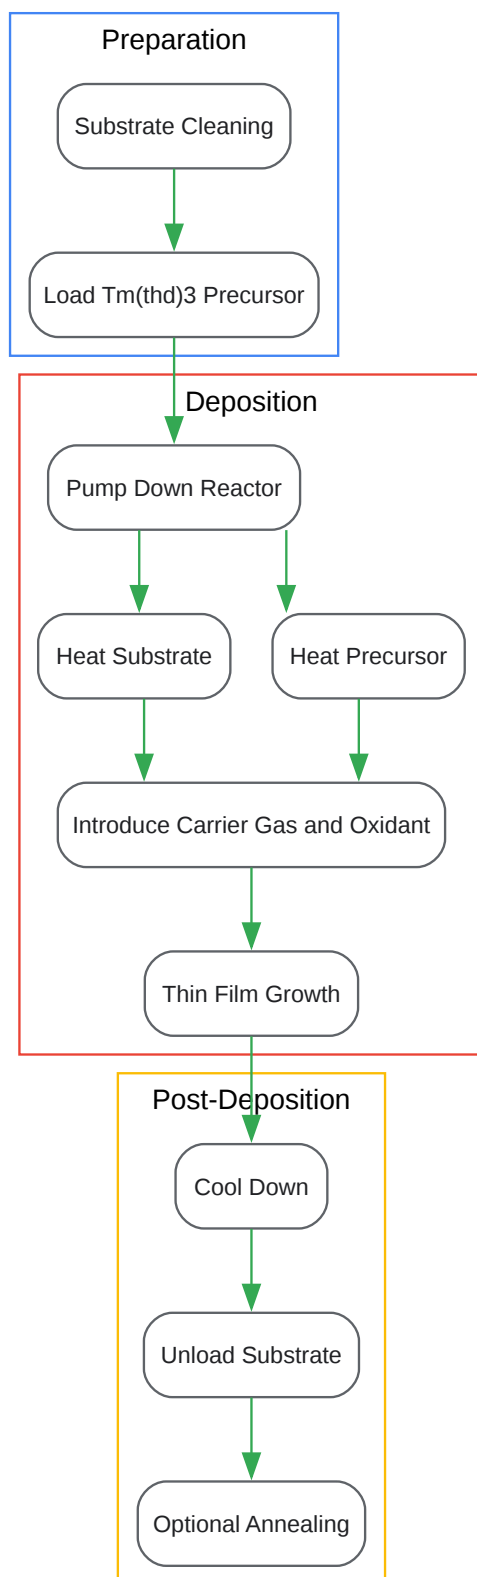 Preparation
Substrate Cleaning
Load Tm(thd)3 Precursor
Deposition
Pump Down Reactor
Heat Substrate
Heat Precursor
Introduce Carrier Gas and Oxidant
Thin Film Growth
Post-Deposition
Cool Down
Unload Substrate
Optional Annealing